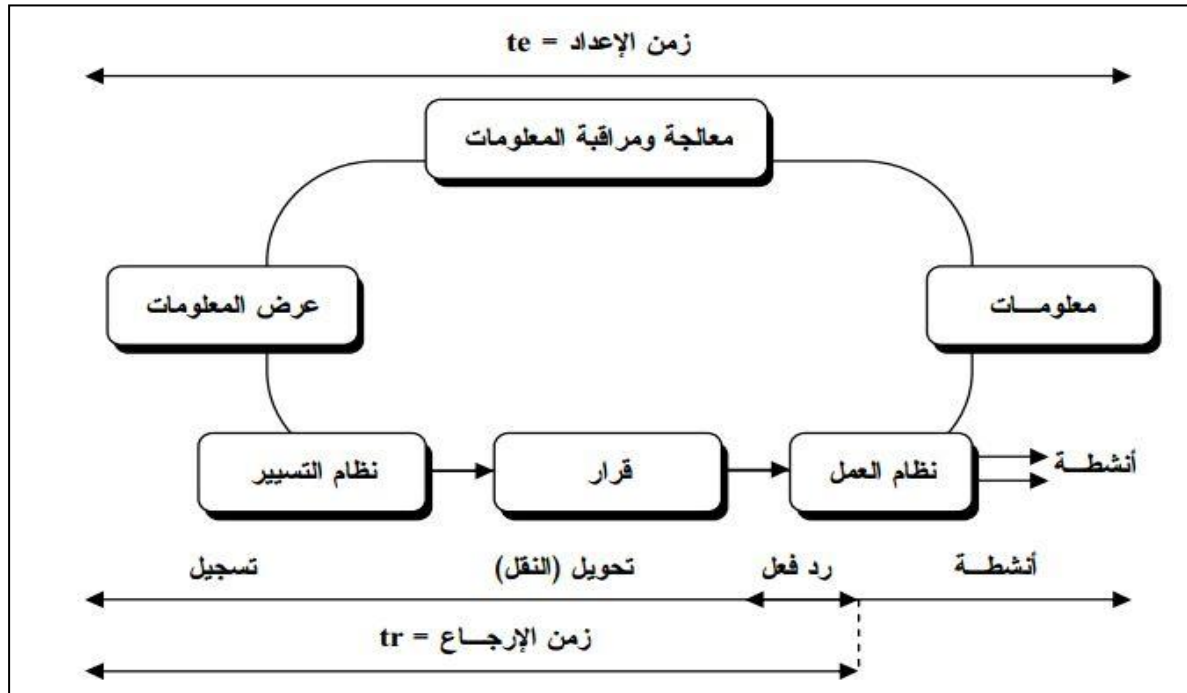 زمن الإعداد = te
معالجة ومراقبة المعلومات
معلومـــات
عرض المعلومات
نظام العمل
قرار
نظام التسيير
أنشطـــة
أنشطـــة
رد فعل
تحويل (النقل)
تسجيل
زمن الإرجـــاع = tr